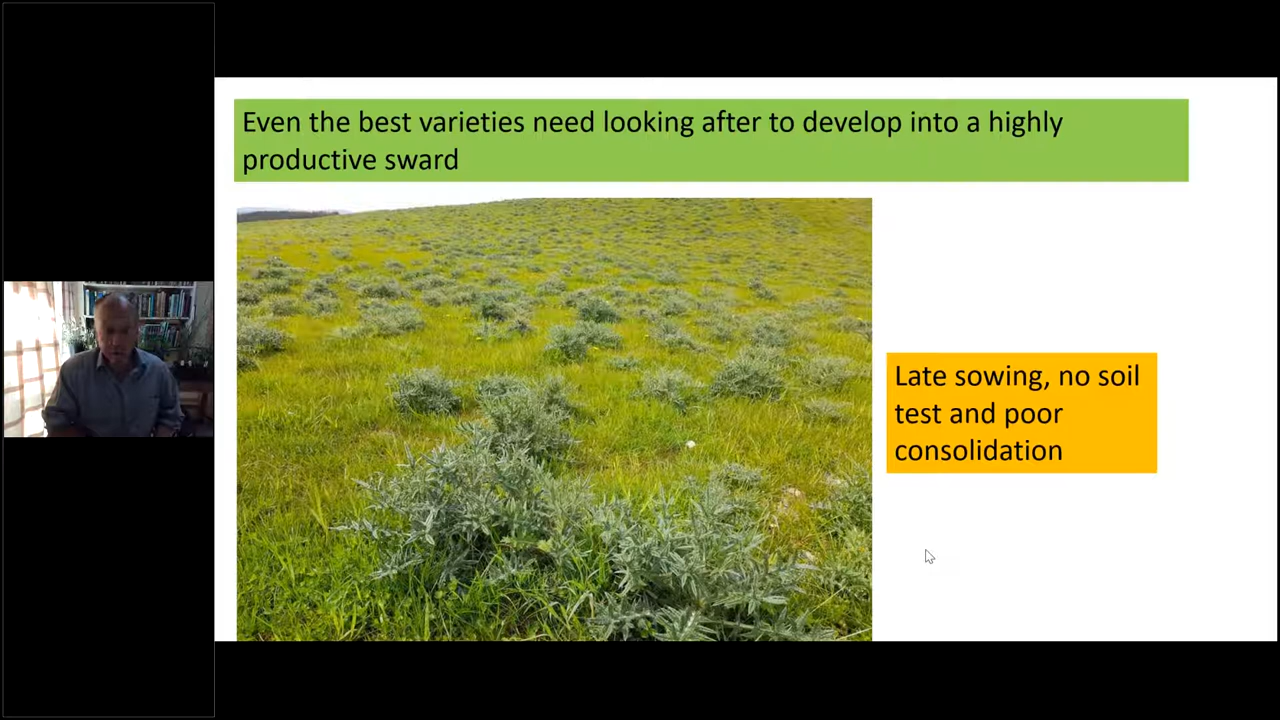 Even the best varieties need looking after to develop into a highly
productive sward
Late sowing, no soil
test and poor
consolidation